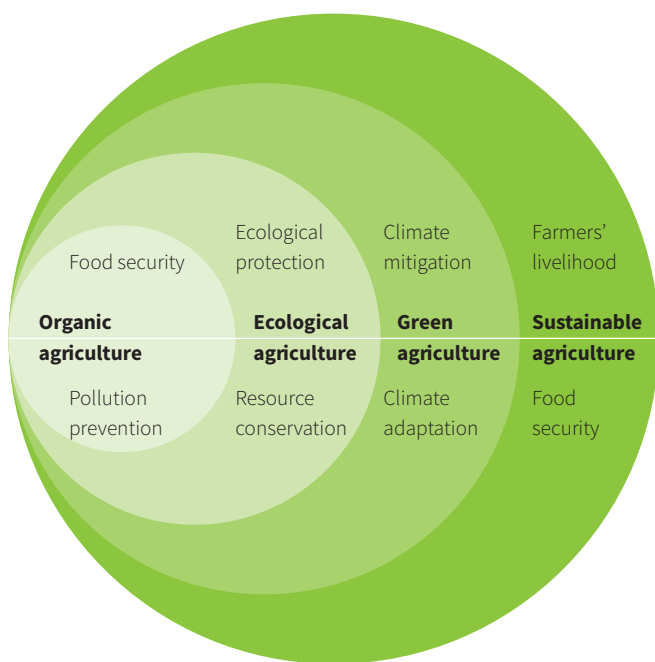 Food security
Organic
agriculture
Pollution
prevention
Ecological
protection
Ecological
agriculture
Resource
conservation
Climate
mitigation
Green
agriculture
Climate
adaptation
Farmers’
livelihood
Sustainable
agriculture
Food
security